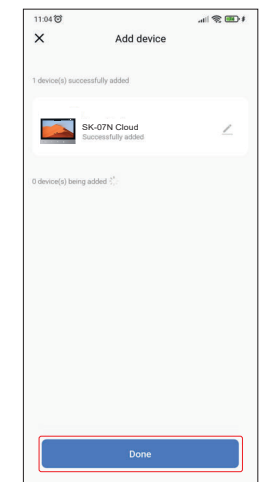 11:04
Add device
1 device(s) successfully added
SK-07N Cloud
Successfully added
0 device(s) being added
Done